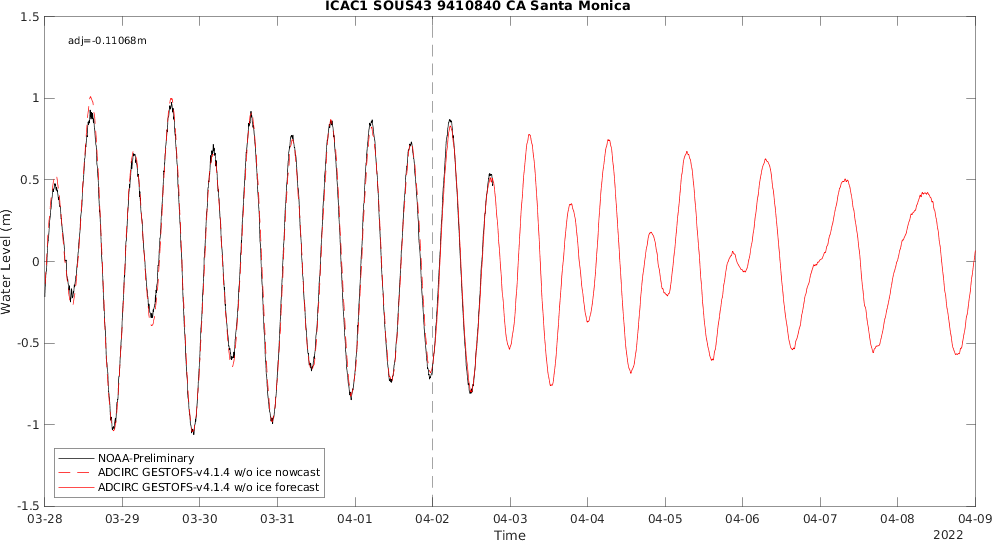 ICAC1 SOUS43 9410840 CA Santa Monica
adj=-0.11068m
1.5
1
0.5
0
-0.5
-1
-1.5
Water Level (m)
NOAA-Preliminary
ADCIRC GESTOFS-v4.1.4 w/o ice nowcast
ADCIRC GESTOFS-v4.1.4 w/o ice forecast
03-28 03-29 03-30 03-31 04-01 04-02 04-03 04-04 04-05 04-06 04-07 04-08 04-09
Time
2022